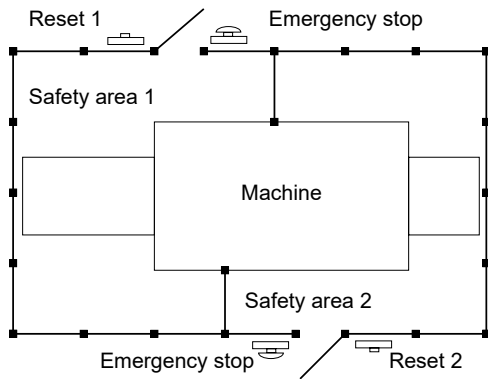 Reset 1
Emergency stop
Safety area 1
Machine
Safety area 2
Emergency stop
Reset 2